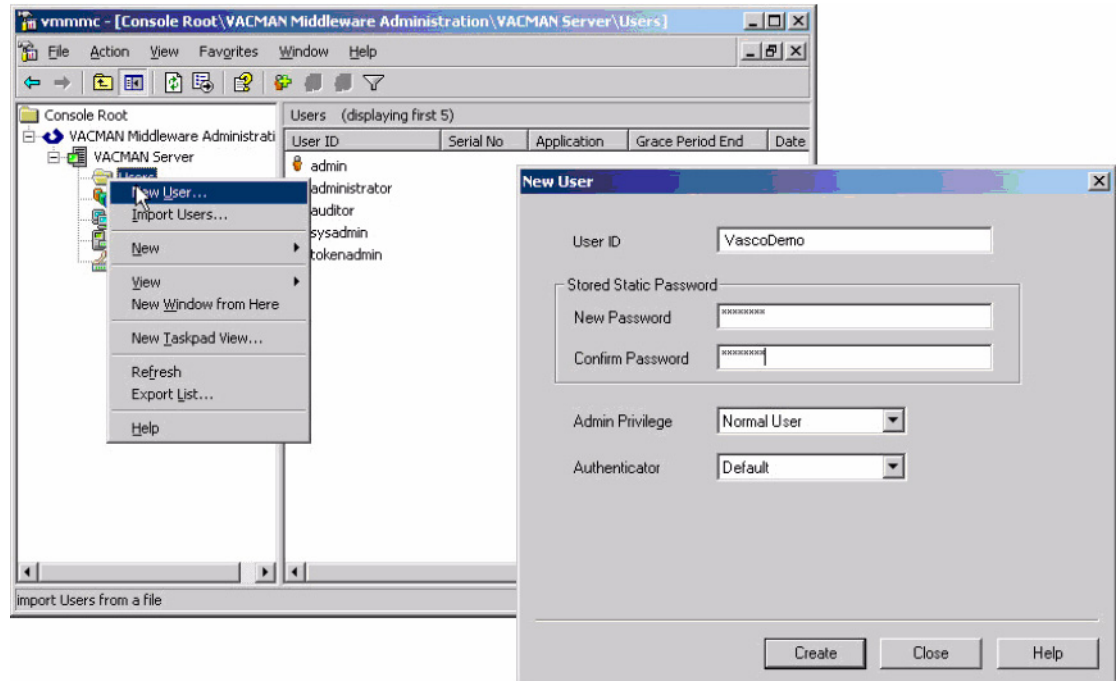 vmmmc - [Console Root\VACMAN Middleware Administration\VACMAN Server\Users]
File Action View Favorites Window Help
Console Root
VACMAN Middleware Administrati
VACMAN Server
Users
New User...
Import Users...
New
View
New Window from Here
New Taskpad View...
Refresh
Export List...
Help
Users (displaying first 5)
User ID Serial No Application Grace Period End Date
admin
administrator
auditor
sysadmin
tokenadmin
import Users from a file
New User
User ID VascoDemo
Stored Static Password
New Password ********
Confirm Password ********
Admin Privilege Normal User
Authenticator Default
Create Close Help